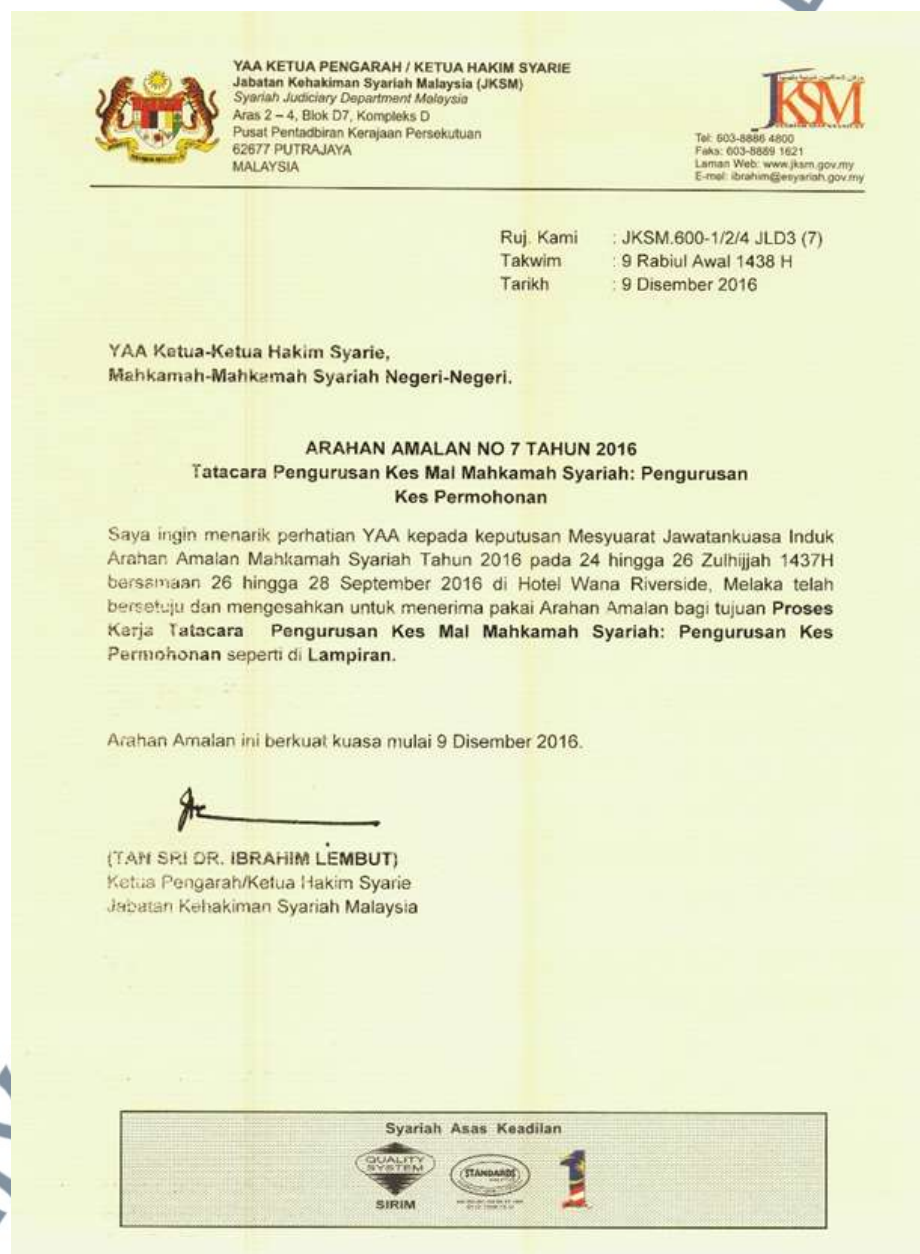 YAA KETUA PENGARAH / KETUA HAKIM SYARIE
Jabatan Kehakiman Syariah Malaysia (JKSM)
Syariah Judiciary Department Malaysia
Aras 2 – 4, Blok D7, Kompleks D
Pusat Pentadbiran Kerajaan Persekutuan
62677 PUTRAJAYA
MALAYSIA
JKSM
Tel: 603-8886 4800
Faks: 603-8889 1621
Laman Web: www.jksm.gov.my
E-mel: ibrahim@esyariah.gov.my
Ruj. Kami : JKSM.600-1/2/4 JLD3 (7)
Takwim : 9 Rabiul Awal 1438 H
Tarikh : 9 Disember 2016
YAA Ketua-Ketua Hakim Syarie,
Mahkamah-Mahkamah Syariah Negeri-Negeri.
ARAHAN AMALAN NO 7 TAHUN 2016
Tatacara Pengurusan Kes Mal Mahkamah Syariah: Pengurusan
Kes Permohonan
Saya ingin menarik perhatian YAA kepada keputusan Mesyuarat Jawatankuasa Induk
Arahan Amalan Mahkamah Syariah Tahun 2016 pada 24 hingga 26 Zulhijjah 1437H
bersamaan 26 hingga 28 September 2016 di Hotel Wana Riverside, Melaka telah
bersetuju dan mengesahkan untuk menerima pakai Arahan Amalan bagi tujuan Proses
Kerja Tatacara Pengurusan Kes Mal Mahkamah Syariah: Pengurusan Kes
Permohonan seperti di Lampiran.
Arahan Amalan ini berkuat kuasa mulai 9 Disember 2016.
(TAN SRI DR. IBRAHIM LEMBUT)
Ketua Pengarah/Ketua Hakim Syarie
Jabatan Kehakiman Syariah Malaysia
Syariah Asas Keadilan
QUALITY
SYSTEM
SIRIM
STANDARDS
1